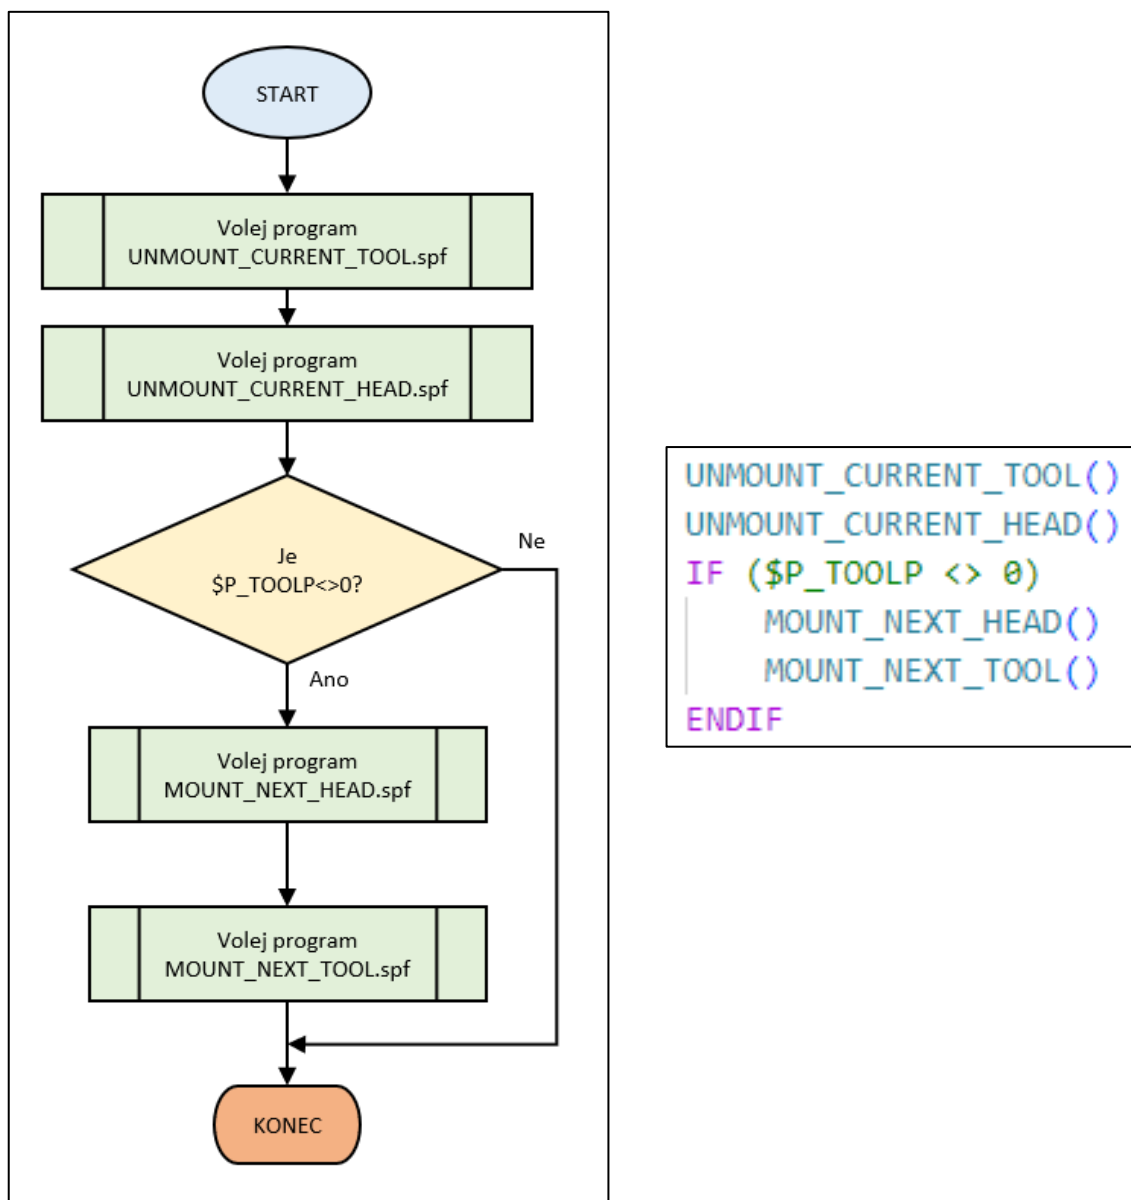 START
Volej program
UNMOUNT_CURRENT_TOOL.spf
Volej program
UNMOUNT_CURRENT_HEAD.spf
Je
$P_TOOLP<>0?
Ne
Ano
Volej program
MOUNT_NEXT_HEAD.spf
Volej program
MOUNT_NEXT_TOOL.spf
KONEC
UNMOUNT_CURRENT_TOOL()
UNMOUNT_CURRENT_HEAD()
IF ($P_TOOLP <> 0)
MOUNT_NEXT_HEAD()
MOUNT_NEXT_TOOL()
ENDIF